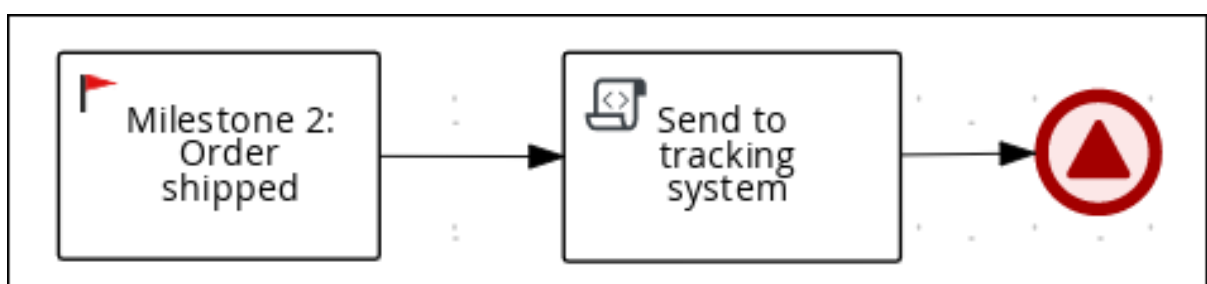 Milestone 2:
Order
shipped
Send to
tracking
system